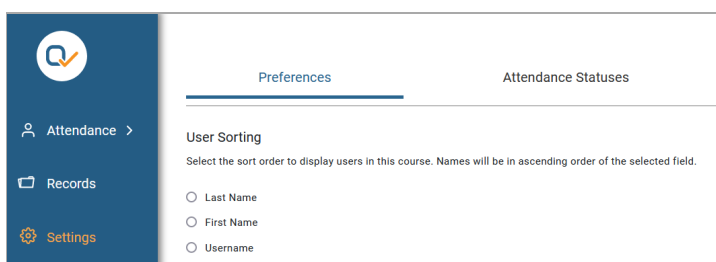 Preferences
Attendance Statuses
Attendance
Records
Settings
User Sorting
Select the sort order to display users in this course. Names will be in ascending order of the selected field.
Last Name
First Name
Username